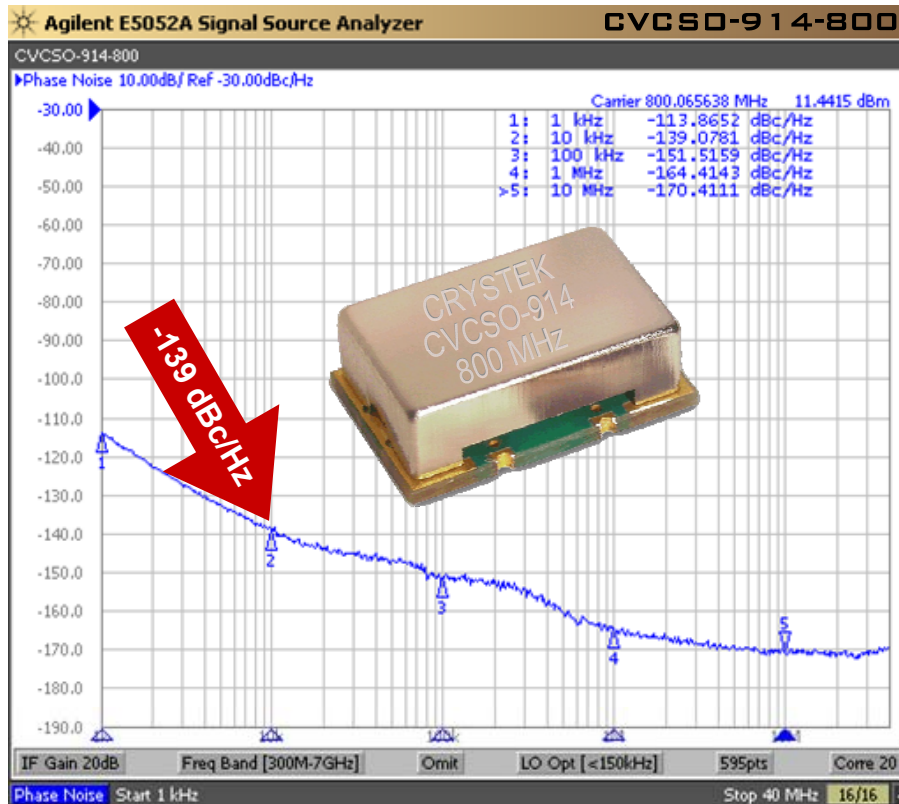 Agilent E5052A Signal Source Analyzer
CVCSO-914-800
CVCSO-914-800
▶Phase Noise 10.00dB/ Ref -30.00dBc/Hz
Carrier 800.065638 MHz 11.4415 dBm
1: 1 kHz -113.8652 dBc/Hz
2: 10 kHz -139.0781 dBc/Hz
3: 100 kHz -151.5159 dBc/Hz
4: 1 MHz -164.4143 dBc/Hz
>5: 10 MHz -170.4111 dBc/Hz
-30.00
-40.00
-50.00
-60.00
-70.00
-80.00
-90.00
-100.0
-110.0
-120.0
-130.0
-140.0
-150.0
-160.0
-170.0
-180.0
-190.0
CRYSTEK
CVCSO-914
800 MHz
-139 dBc/Hz
1
2
3
4
5
IF Gain 20dB Freq Band [300M-7GHz] Omit LO Opt [<150kHz] 595pts Corre 20
Phase Noise Start 1 kHz Stop 40 MHz 16/16